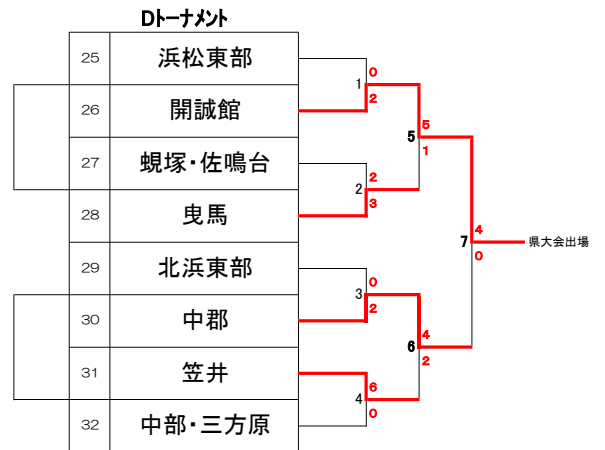 Dトーナメント
25 浜松東部
26 開誠館
27 蜆塚・佐鳴台
28 曳馬
29 北浜東部
30 中郡
31 笠井
32 中部・三方原
0
1
2
5
5
1
2
2
3
4
7 県大会出場
0
0
3
2
4
6
2
6
4
0